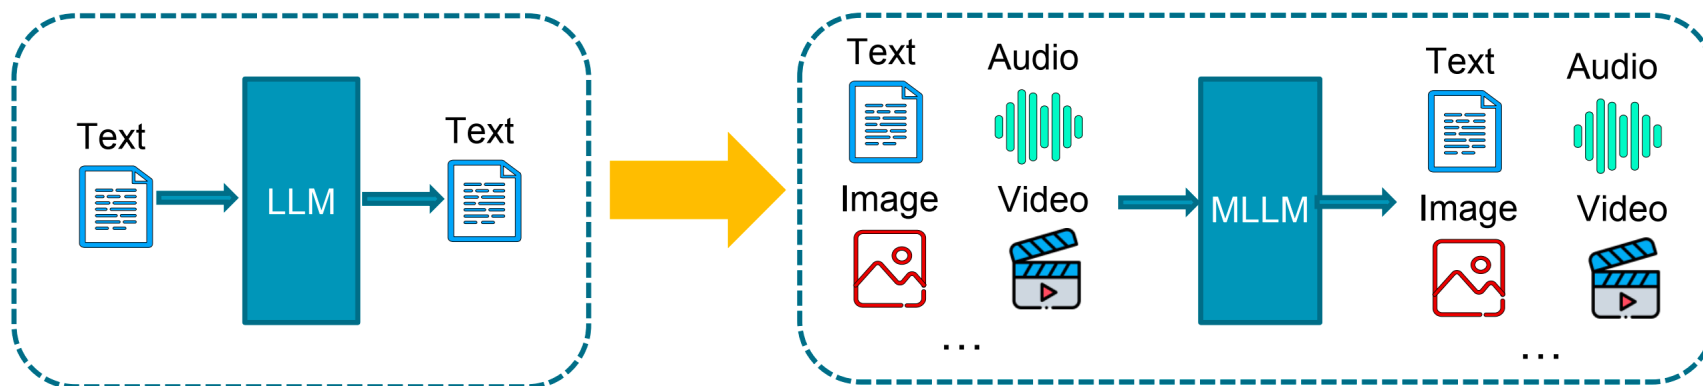 Text
LLM
Text
Text
Audio
Image
Video
...
MLLM
Text
Audio
Image
Video
...